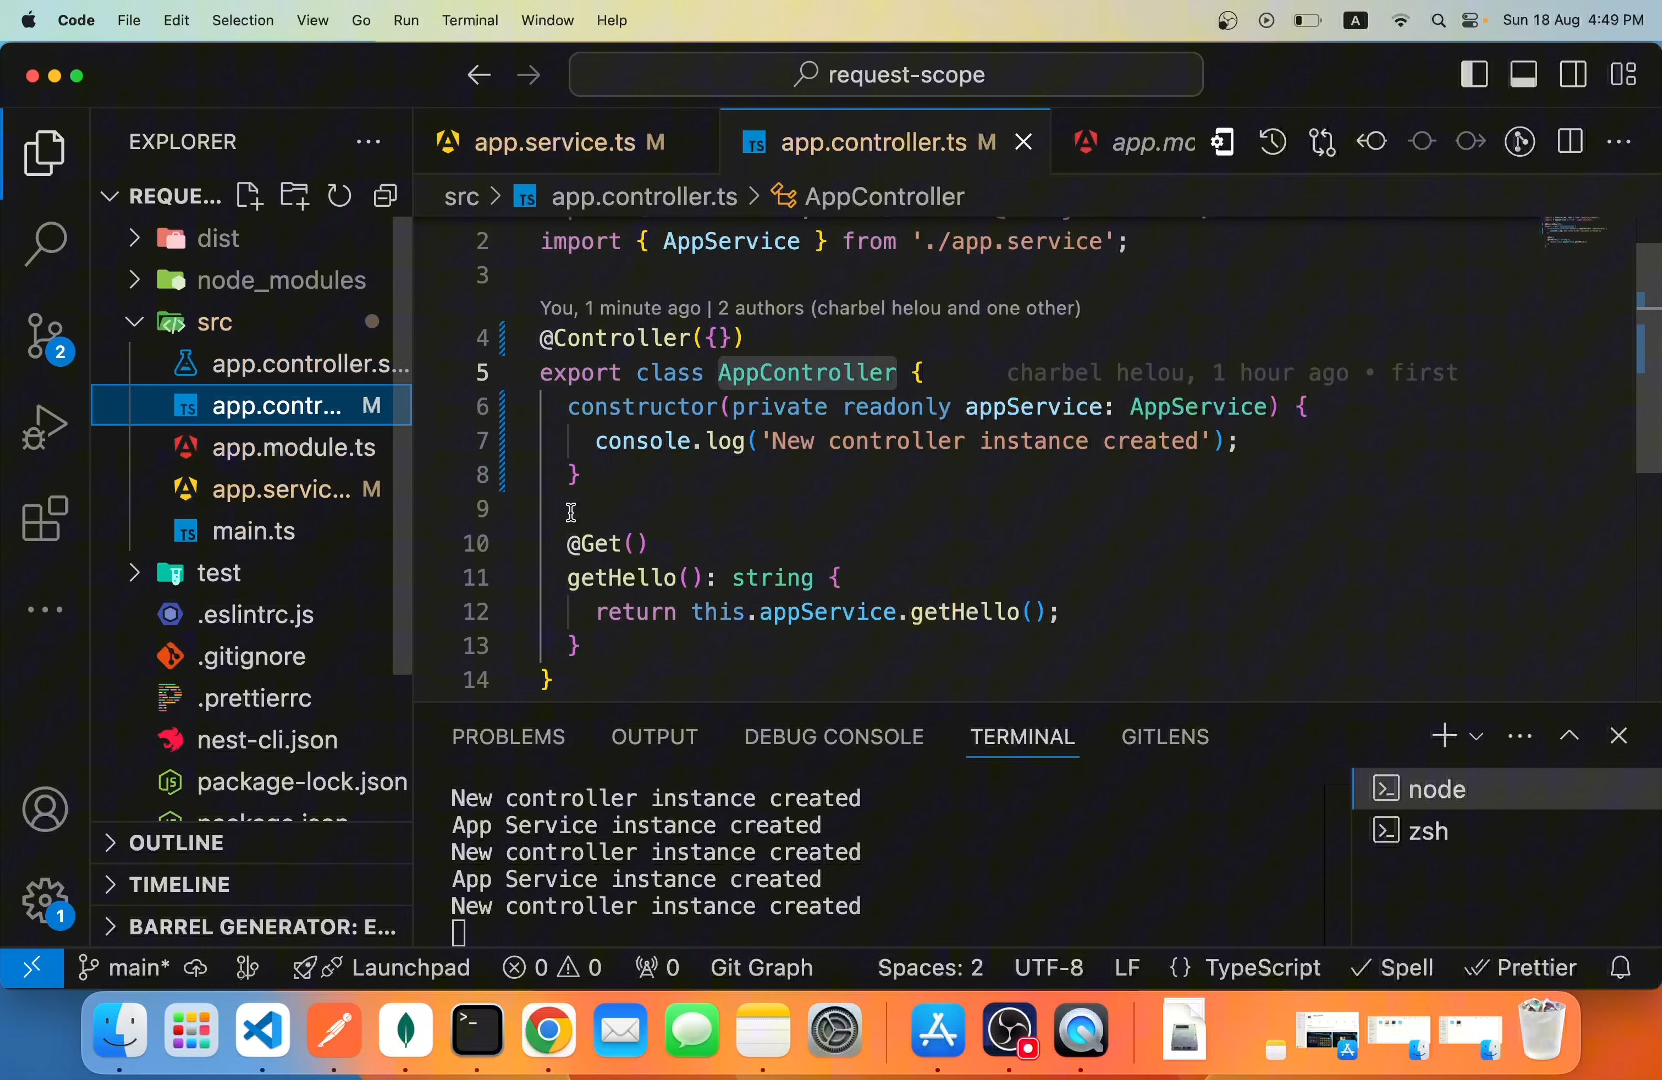 Code File Edit Selection View Go Run Terminal Window Help
A
Sun 18 Aug 4:49 PM
request-scope
EXPLORER
app.service.ts M
TS app.controller.ts M
app.mo
REQUE...
src > TS app.controller.ts > AppController
dist
node_modules
src
app.controller.s...
TS app.contr... M
app.module.ts
app.servic... M
TS main.ts
test
.eslintrc.js
.gitignore
.prettierrc
nest-cli.json
package-lock.json
OUTLINE
TIMELINE
BARREL GENERATOR: E...
2
1
2 import { AppService } from './app.service';
3
You, 1 minute ago | 2 authors (charbel helou and one other)
4 @Controller({})
5 export class AppController { charbel helou, 1 hour ago • first
6 constructor(private readonly appService: AppService) {
7 console.log('New controller instance created');
8 }
9
10 @Get()
11 getHello(): string {
12 return this.appService.getHello();
13 }
14 }
PROBLEMS OUTPUT DEBUG CONSOLE TERMINAL GITLENS
New controller instance created
App Service instance created
New controller instance created
App Service instance created
New controller instance created
node
zsh
main* Launchpad 0 0 0 Git Graph Spaces: 2 UTF-8 LF {} TypeScript Spell Prettier